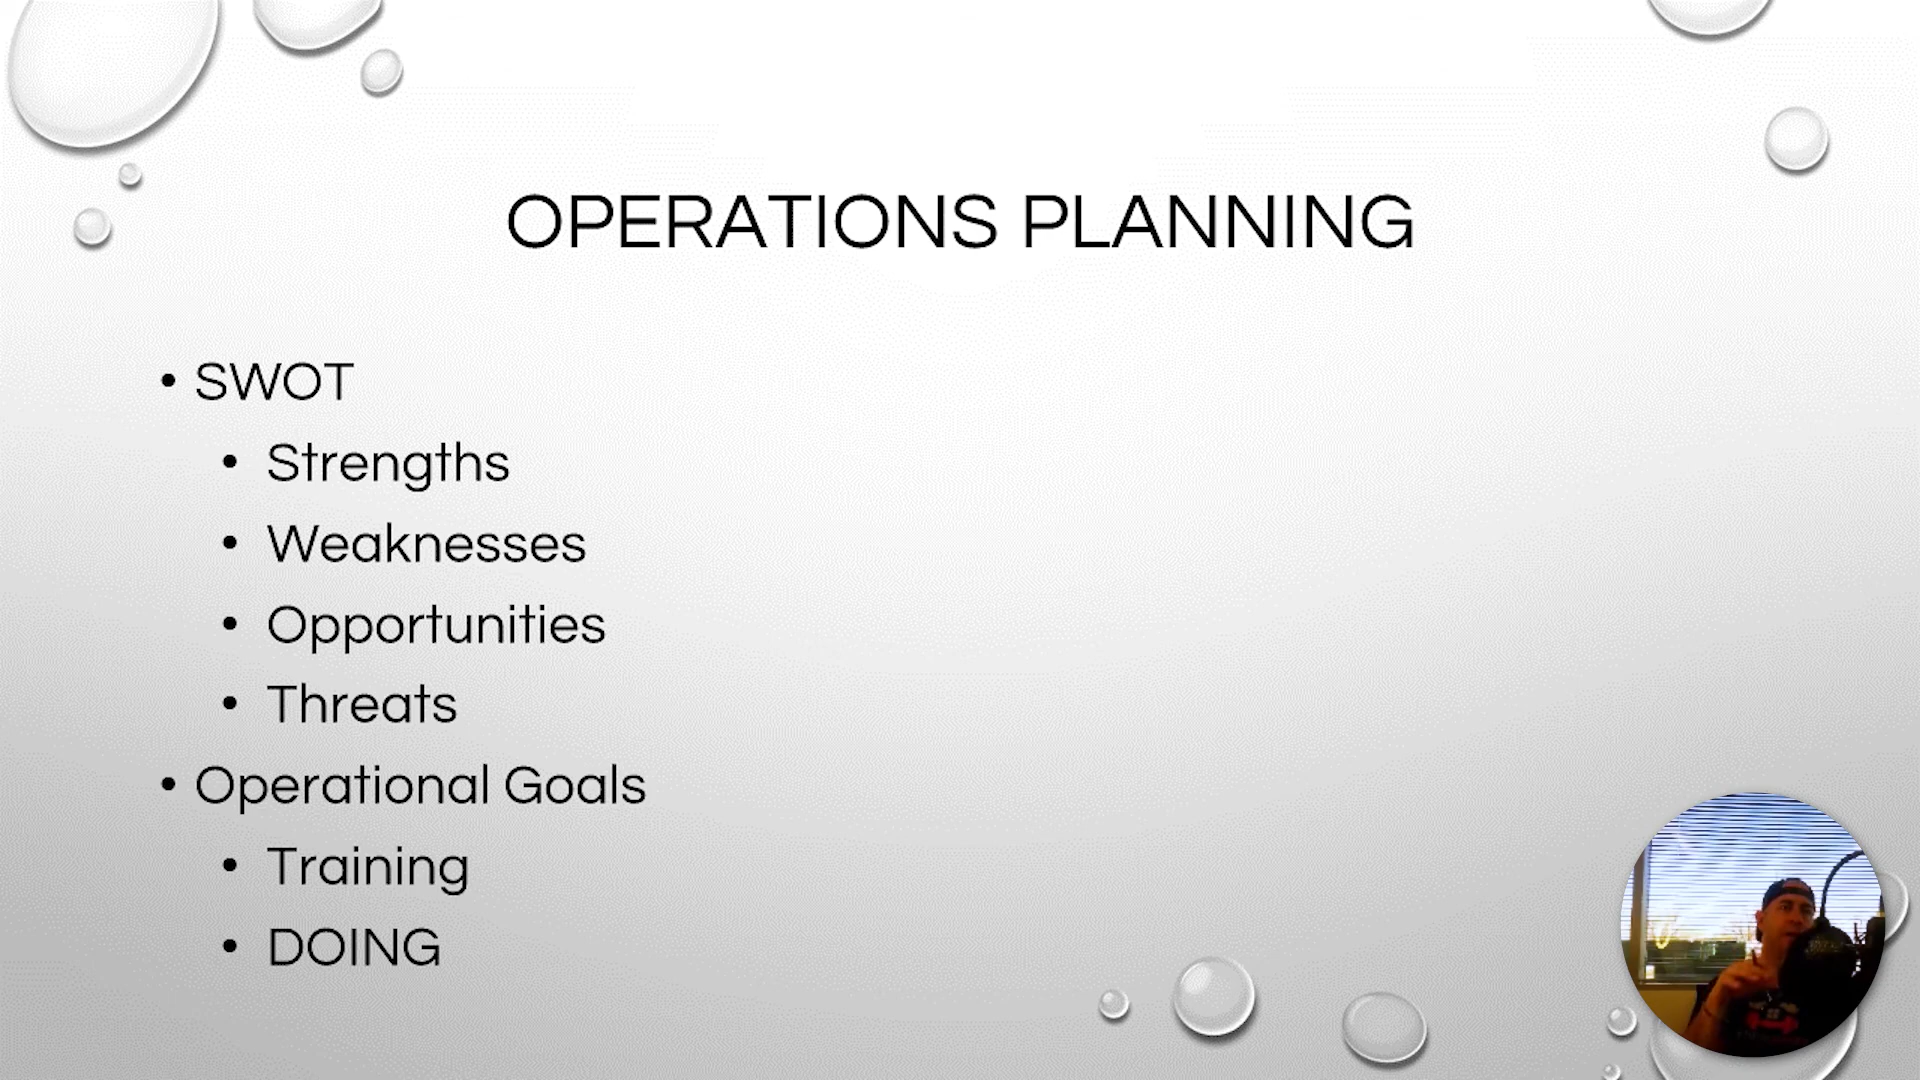 OPERATIONS PLANNING
• SWOT
• Strengths
• Weaknesses
• Opportunities
• Threats
• Operational Goals
• Training
• DOING